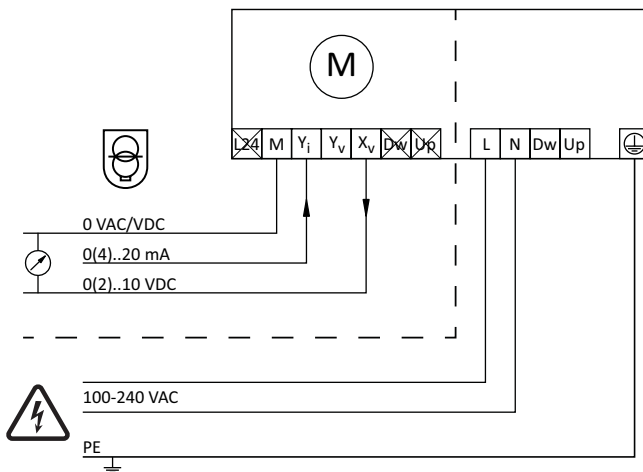 M
L24 M Yi Yv Xv Dw Up L N Dw Up
0 VAC/VDC
0(4)..20 mA
0(2)..10 VDC
100-240 VAC
PE